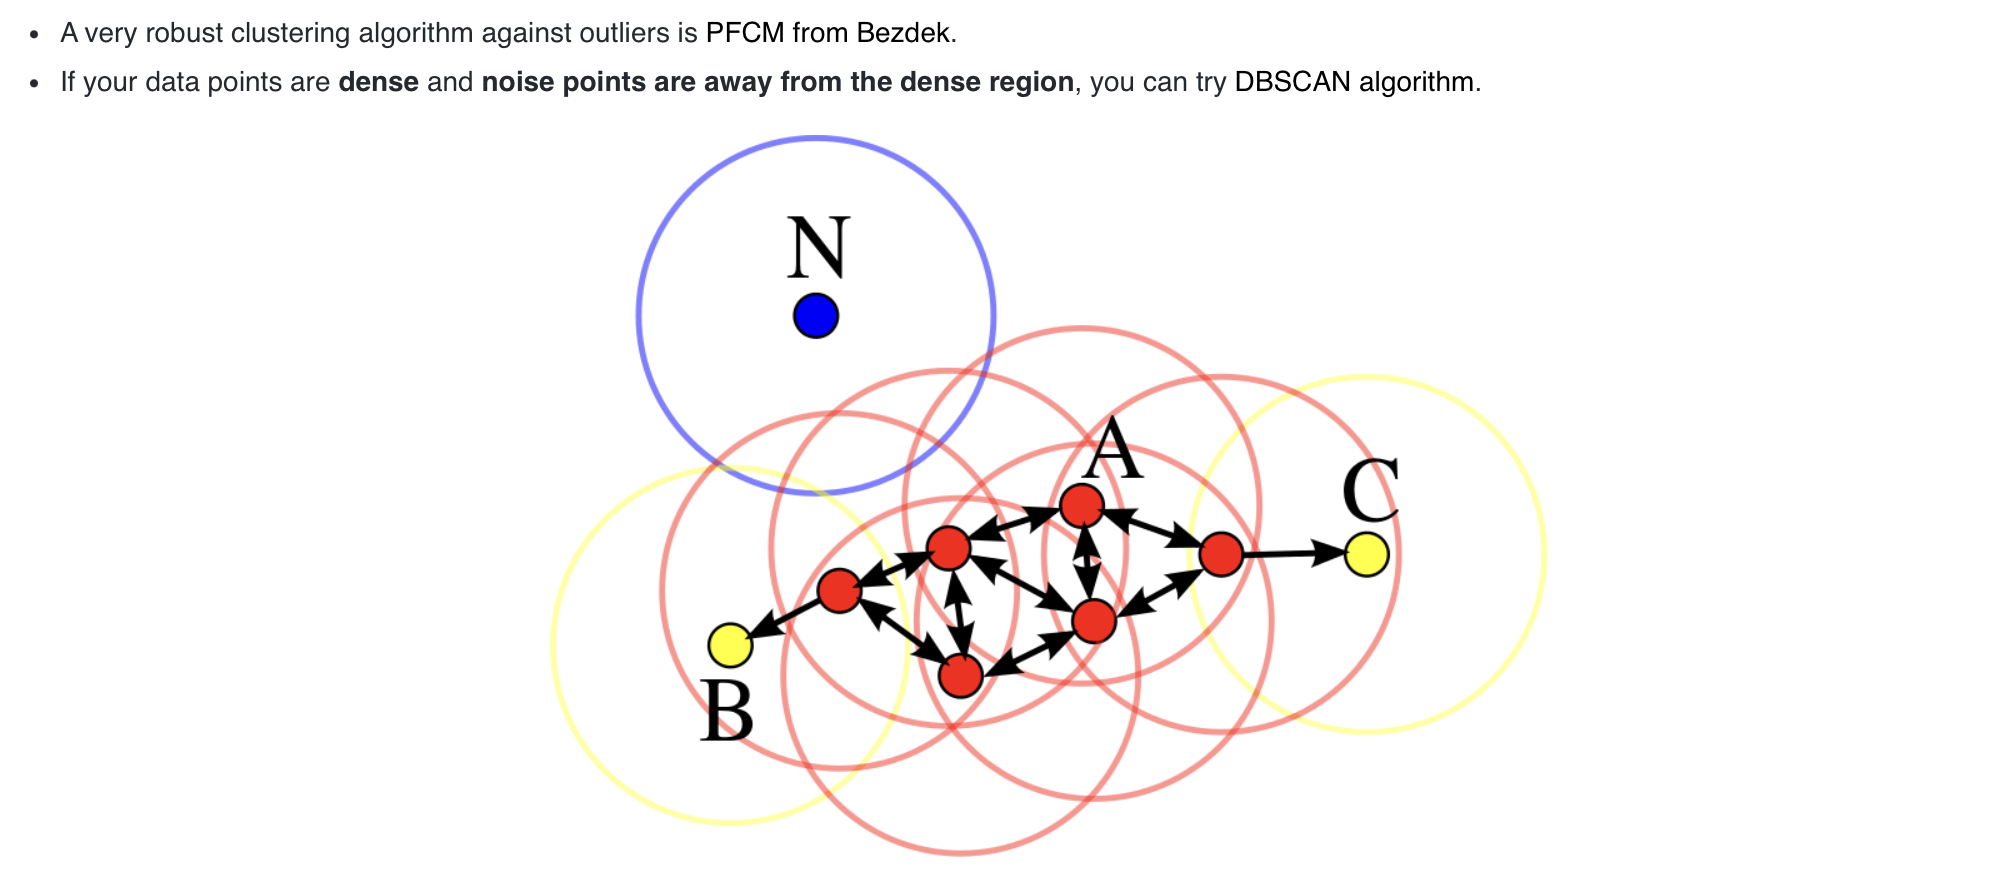 • A very robust clustering algorithm against outliers is PFCM from Bezdek.
• If your data points are dense and noise points are away from the dense region, you can try DBSCAN algorithm.
N
A
C
B